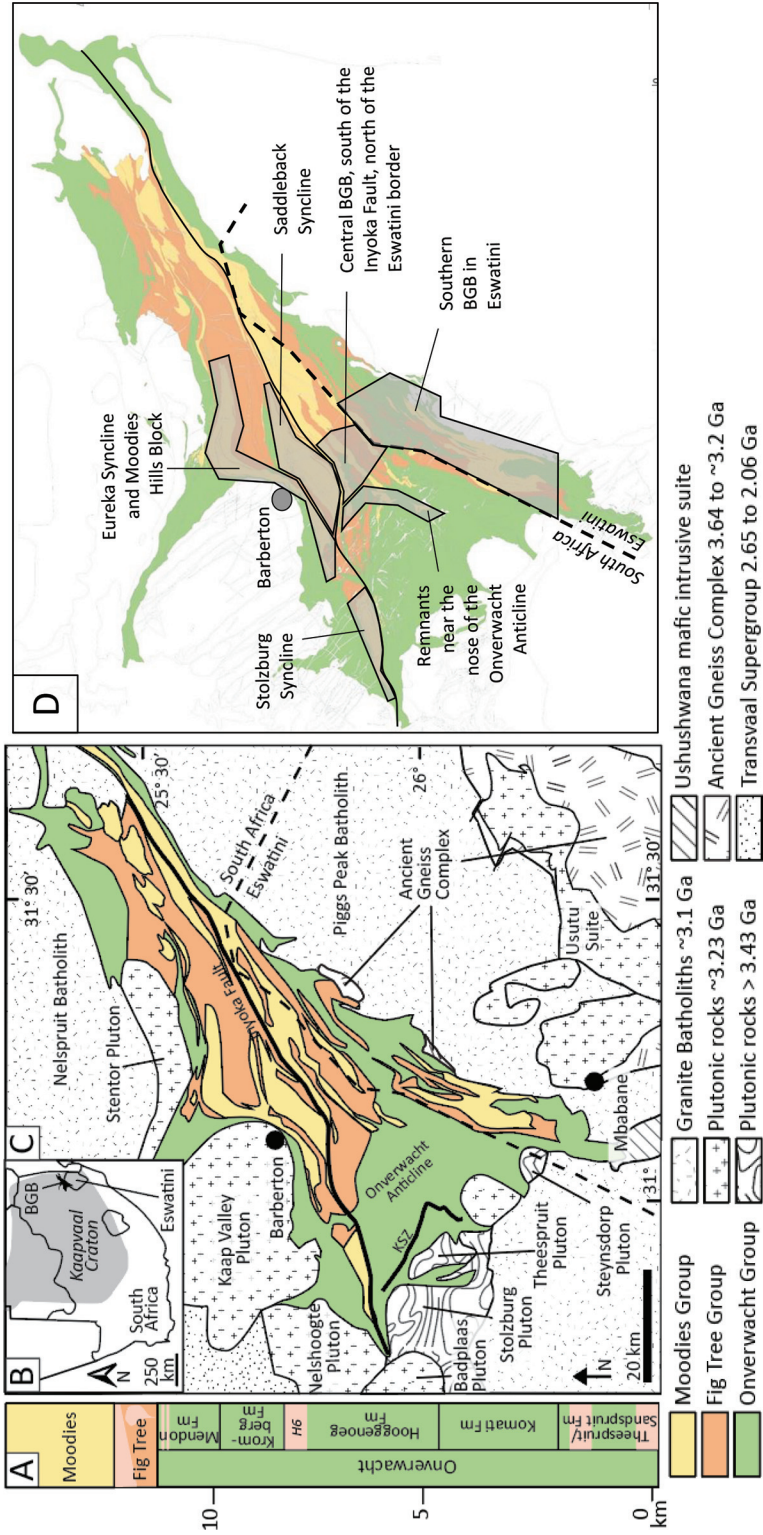 A
Moodies
Fig Tree
Mendon
Fm
Krom-
berg
Fm
H6
Hooggenoeg
Fm
Komati Fm
Theespruit/
Sandspruit Fm
Onverwacht
10
5
0
km
B
N
250
km
BGB
Kaapvaal
Craton
South
Africa
Eswatini
C
31° 30'
25° 30'
Nelspruit Batholith
Stentor Pluton
Kaap Valley
Pluton
Barberton
Inyoka Fault
South Africa
Eswatini
Nelshoogte
Pluton
Onverwacht
Anticline
KSZ
Piggs Peak Batholith
26°
Ancient
Gneiss
Complex
Badplaas
Pluton
Stolzburg
Pluton
Theespruit
Pluton
Steynsdorp
Pluton
Usutu
Suite
Mbabane
31°
31° 30'
N
20 km
D
Eureka Syncline
and Moodies
Hills Block
Barberton
Stolzburg
Syncline
Saddleback
Syncline
Central BGB, south of the
Inyoka Fault, north of the
Eswatini border
Southern
BGB in
Eswatini
Remnants
near the
nose of the
Onverwacht
Anticline
South Africa
Eswatini
Moodies Group
Fig Tree Group
Onverwacht Group
Granite Batholiths ~3.1 Ga
Plutonic rocks ~3.23 Ga
Plutonic rocks > 3.43 Ga
Ushushwana mafic intrusive suite
Ancient Gneiss Complex 3.64 to ~3.2 Ga
Transvaal Supergroup 2.65 to 2.06 Ga